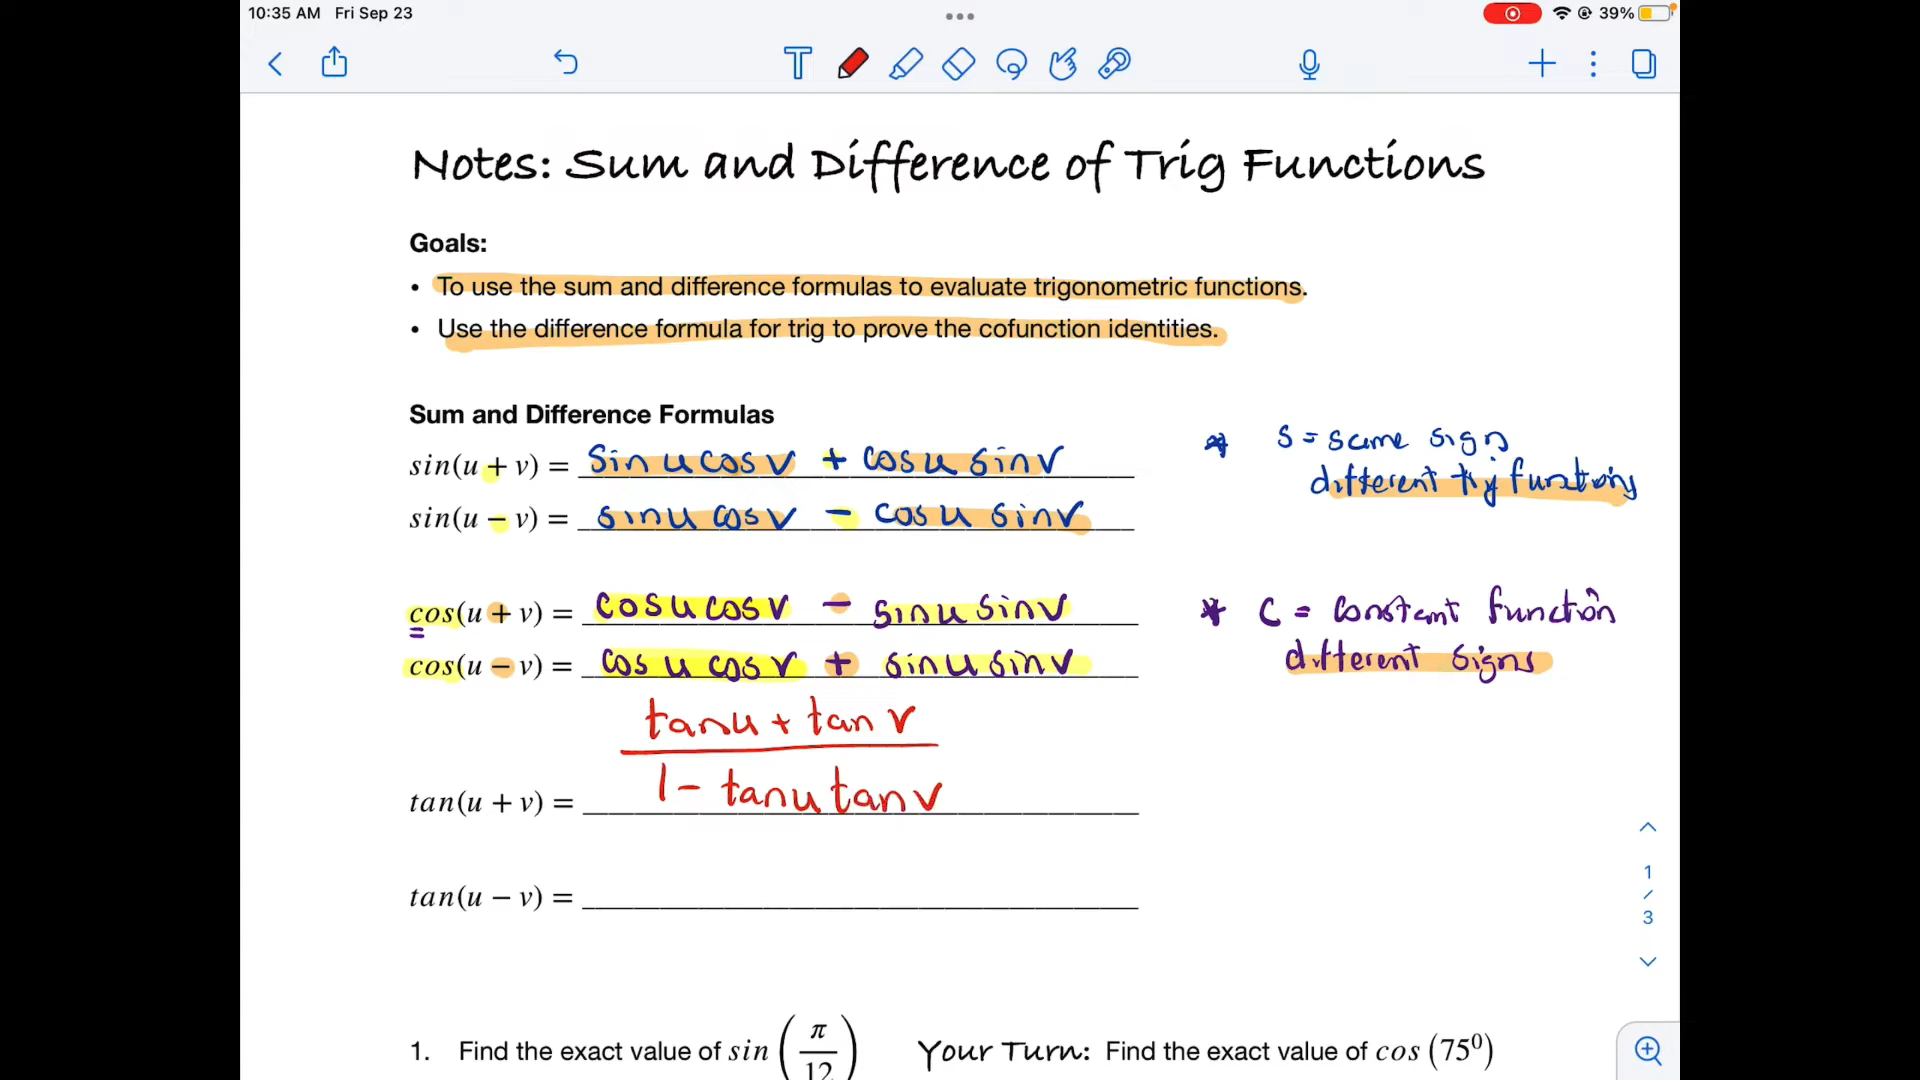 10:35 AM Fri Sep 23
39%
Notes: Sum and Difference of Trig Functions
Goals:
• To use the sum and difference formulas to evaluate trigonometric functions.
• Use the difference formula for trig to prove the cofunction identities.
Sum and Difference Formulas
sin(u + v) = sin u cos v + cos u sin v
* S = same sign
different trig functions
sin(u − v) = sin u cos v − cos u sin v
cos(u + v) = cos u cos v − sin u sin v
* C = constant function
different signs
cos(u − v) = cos u cos v + sin u sin v
tan u + tan v
1 − tan u tan v
tan(u + v) =
tan(u − v) =
1
/
3
1. Find the exact value of sin (π/12) Your Turn: Find the exact value of cos (75⁰)